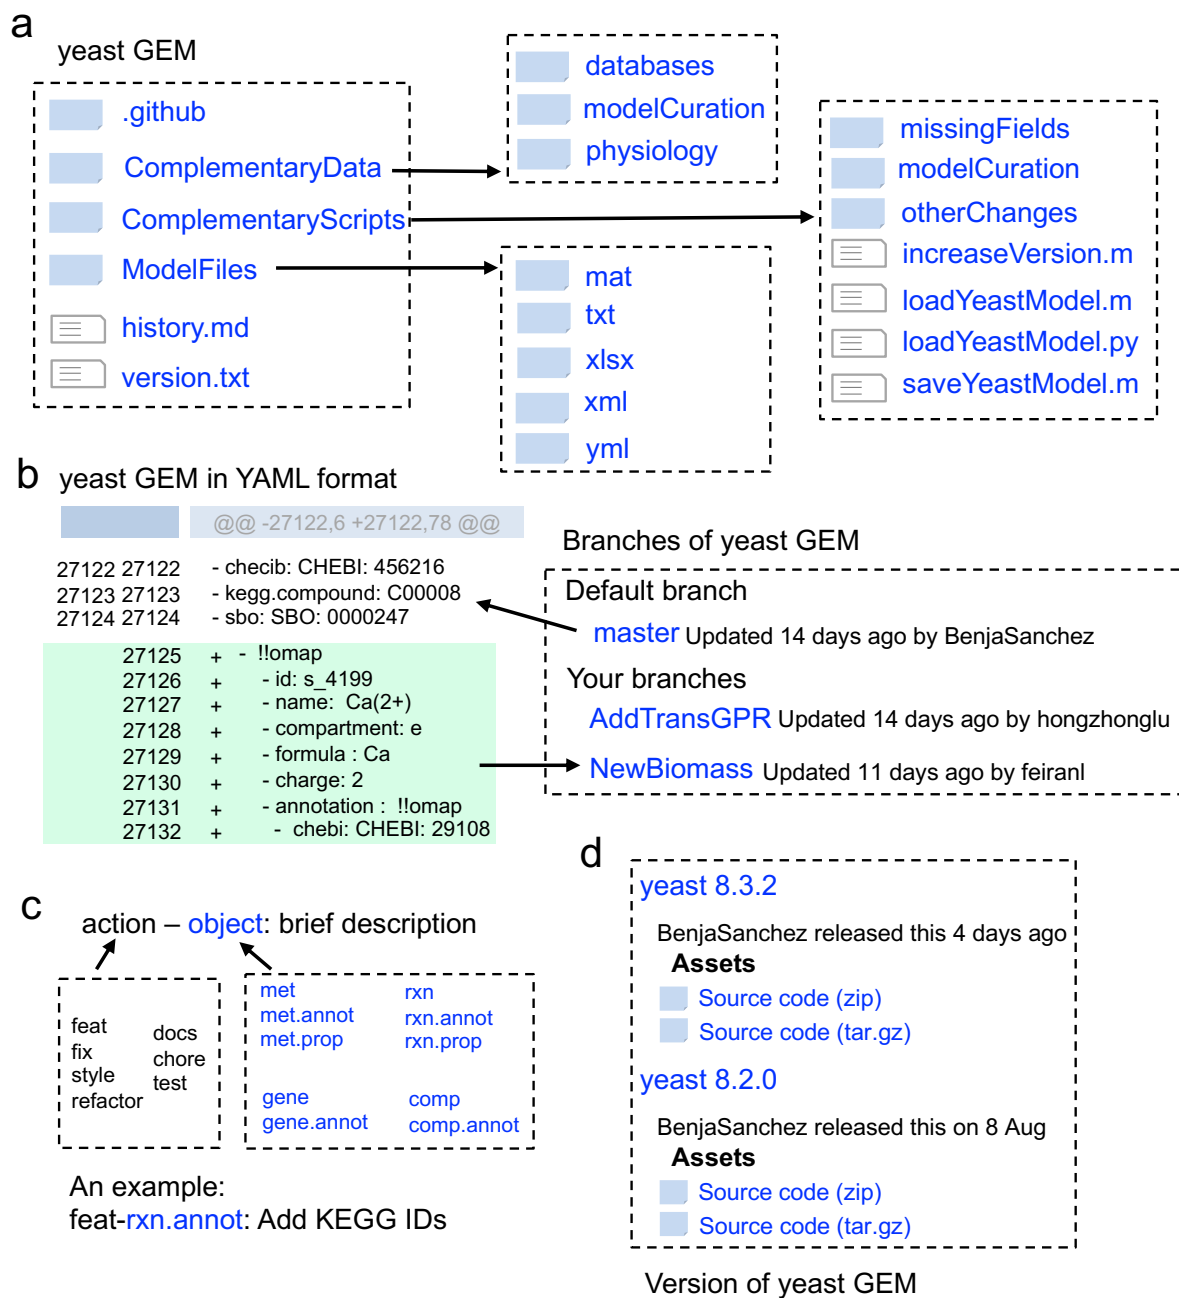 a
yeast GEM
.github
ComplementaryData
ComplementaryScripts
ModelFiles
history.md
version.txt
databases
modelCuration
physiology
mat
txt
xlsx
xml
yml
missingFields
modelCuration
otherChanges
increaseVersion.m
loadYeastModel.m
loadYeastModel.py
saveYeastModel.m
b
yeast GEM in YAML format
@@ -27122,6 +27122,78 @@
27122 27122 - checib: CHEBI: 456216
27123 27123 - kegg.compound: C00008
27124 27124 - sbo: SBO: 0000247
27125 + - !!omap
27126 + - id: s_4199
27127 + - name: Ca(2+)
27128 + - compartment: e
27129 + - formula : Ca
27130 + - charge: 2
27131 + - annotation : !!omap
27132 + - chebi: CHEBI: 29108
Branches of yeast GEM
Default branch
master Updated 14 days ago by BenjaSanchez
Your branches
AddTransGPR Updated 14 days ago by hongzhonglu
NewBiomass Updated 11 days ago by feiranl
c
action – object: brief description
feat
fix
style
refactor
docs
chore
test
met
met.annot
met.prop
rxn
rxn.annot
rxn.prop
gene
gene.annot
comp
comp.annot
An example:
feat-rxn.annot: Add KEGG IDs
d
yeast 8.3.2
BenjaSanchez released this 4 days ago
Assets
Source code (zip)
Source code (tar.gz)
yeast 8.2.0
BenjaSanchez released this on 8 Aug
Assets
Source code (zip)
Source code (tar.gz)
Version of yeast GEM